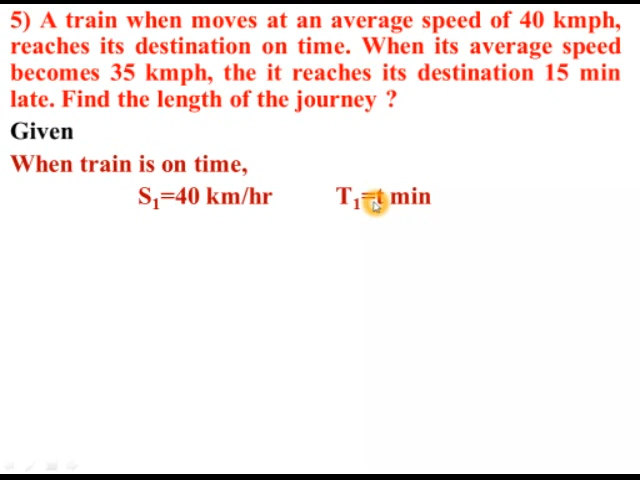 5) A train when moves at an average speed of 40 kmph,
reaches its destination on time. When its average speed
becomes 35 kmph, the it reaches its destination 15 min
late. Find the length of the journey ?
Given
When train is on time,
S₁=40 km/hr T₁=t min